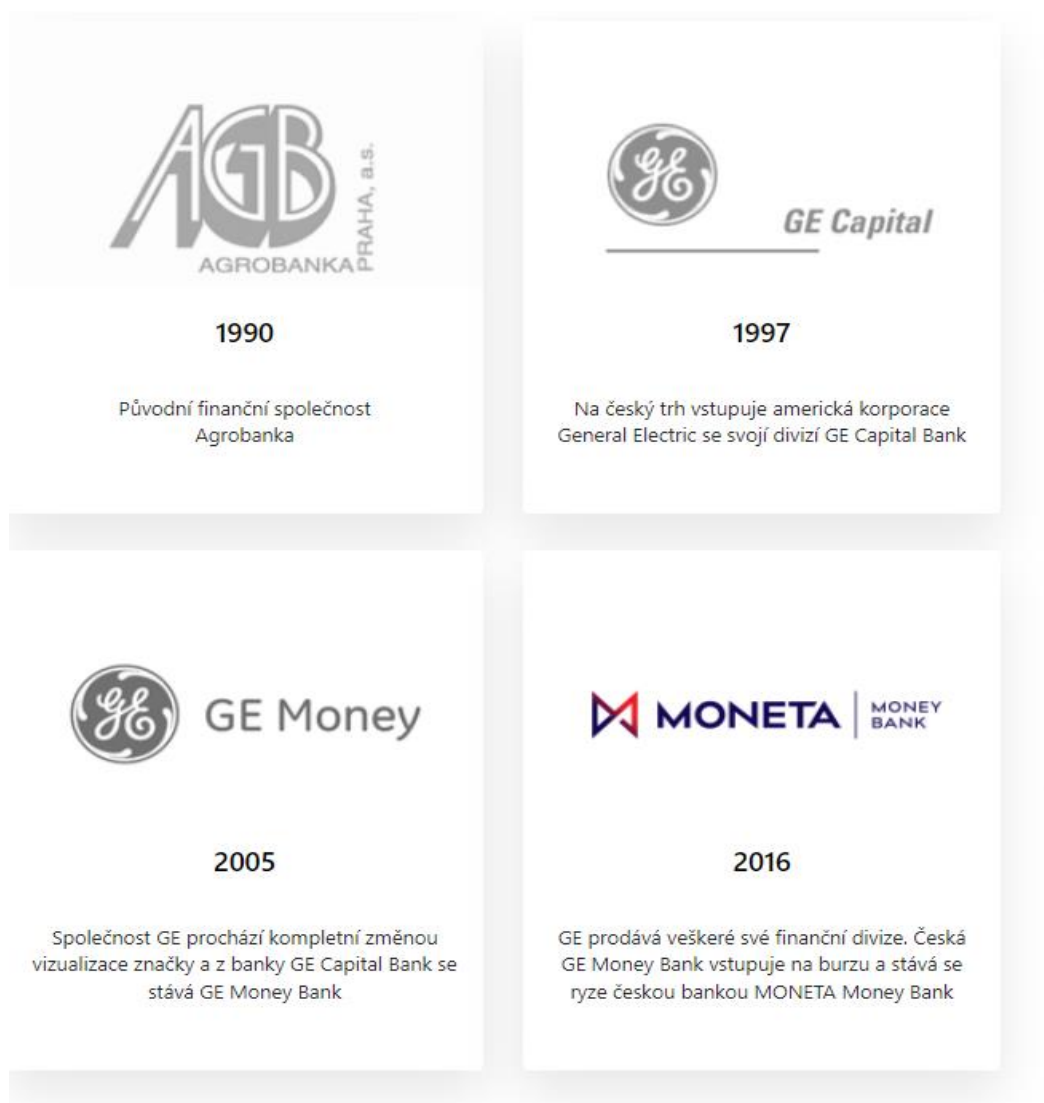 AGB
AGROBANKA
PRAHA, a.s.
1990
Původní finanční společnost
Agrobanka
GE
GE Capital
1997
Na český trh vstupuje americká korporace
General Electric se svojí divizí GE Capital Bank
GE
GE Money
2005
Společnost GE prochází kompletní změnou
vizualizace značky a z banky GE Capital Bank se
stává GE Money Bank
MONETA
MONEY
BANK
2016
GE prodává veškeré své finanční divize. Česká
GE Money Bank vstupuje na burzu a stává se
ryze českou bankou MONETA Money Bank